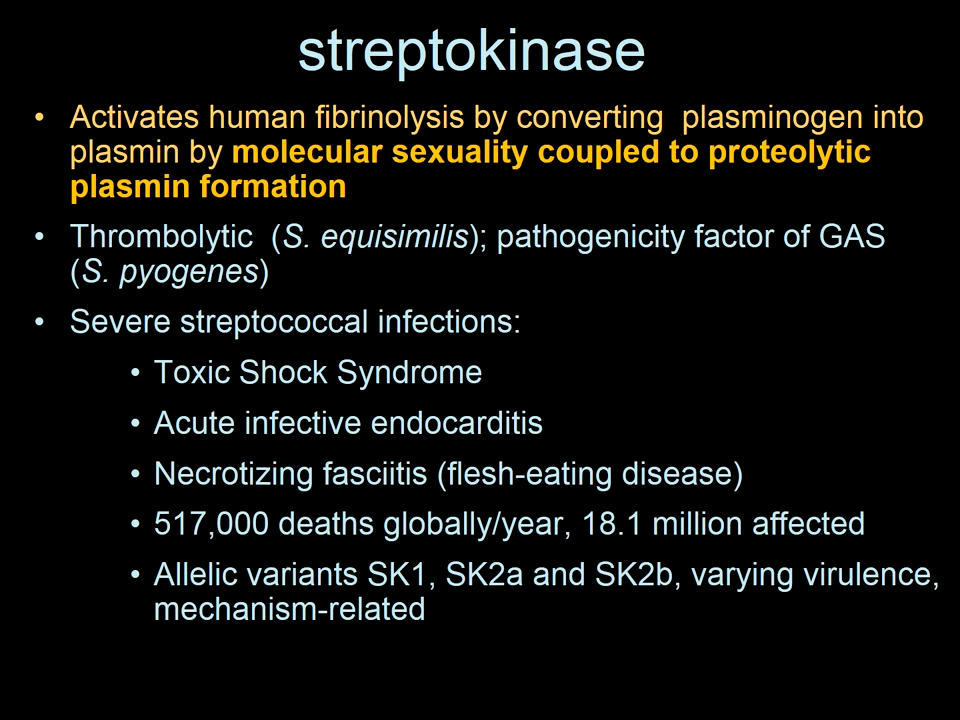 streptokinase
• Activates human fibrinolysis by converting  plasminogen into
plasmin by molecular sexuality coupled to proteolytic
plasmin formation
• Thrombolytic  (S. equisimilis); pathogenicity factor of GAS
(S. pyogenes)
• Severe streptococcal infections:
• Toxic Shock Syndrome
• Acute infective endocarditis
• Necrotizing fasciitis (flesh-eating disease)
• 517,000 deaths globally/year, 18.1 million affected
• Allelic variants SK1, SK2a and SK2b, varying virulence,
mechanism-related